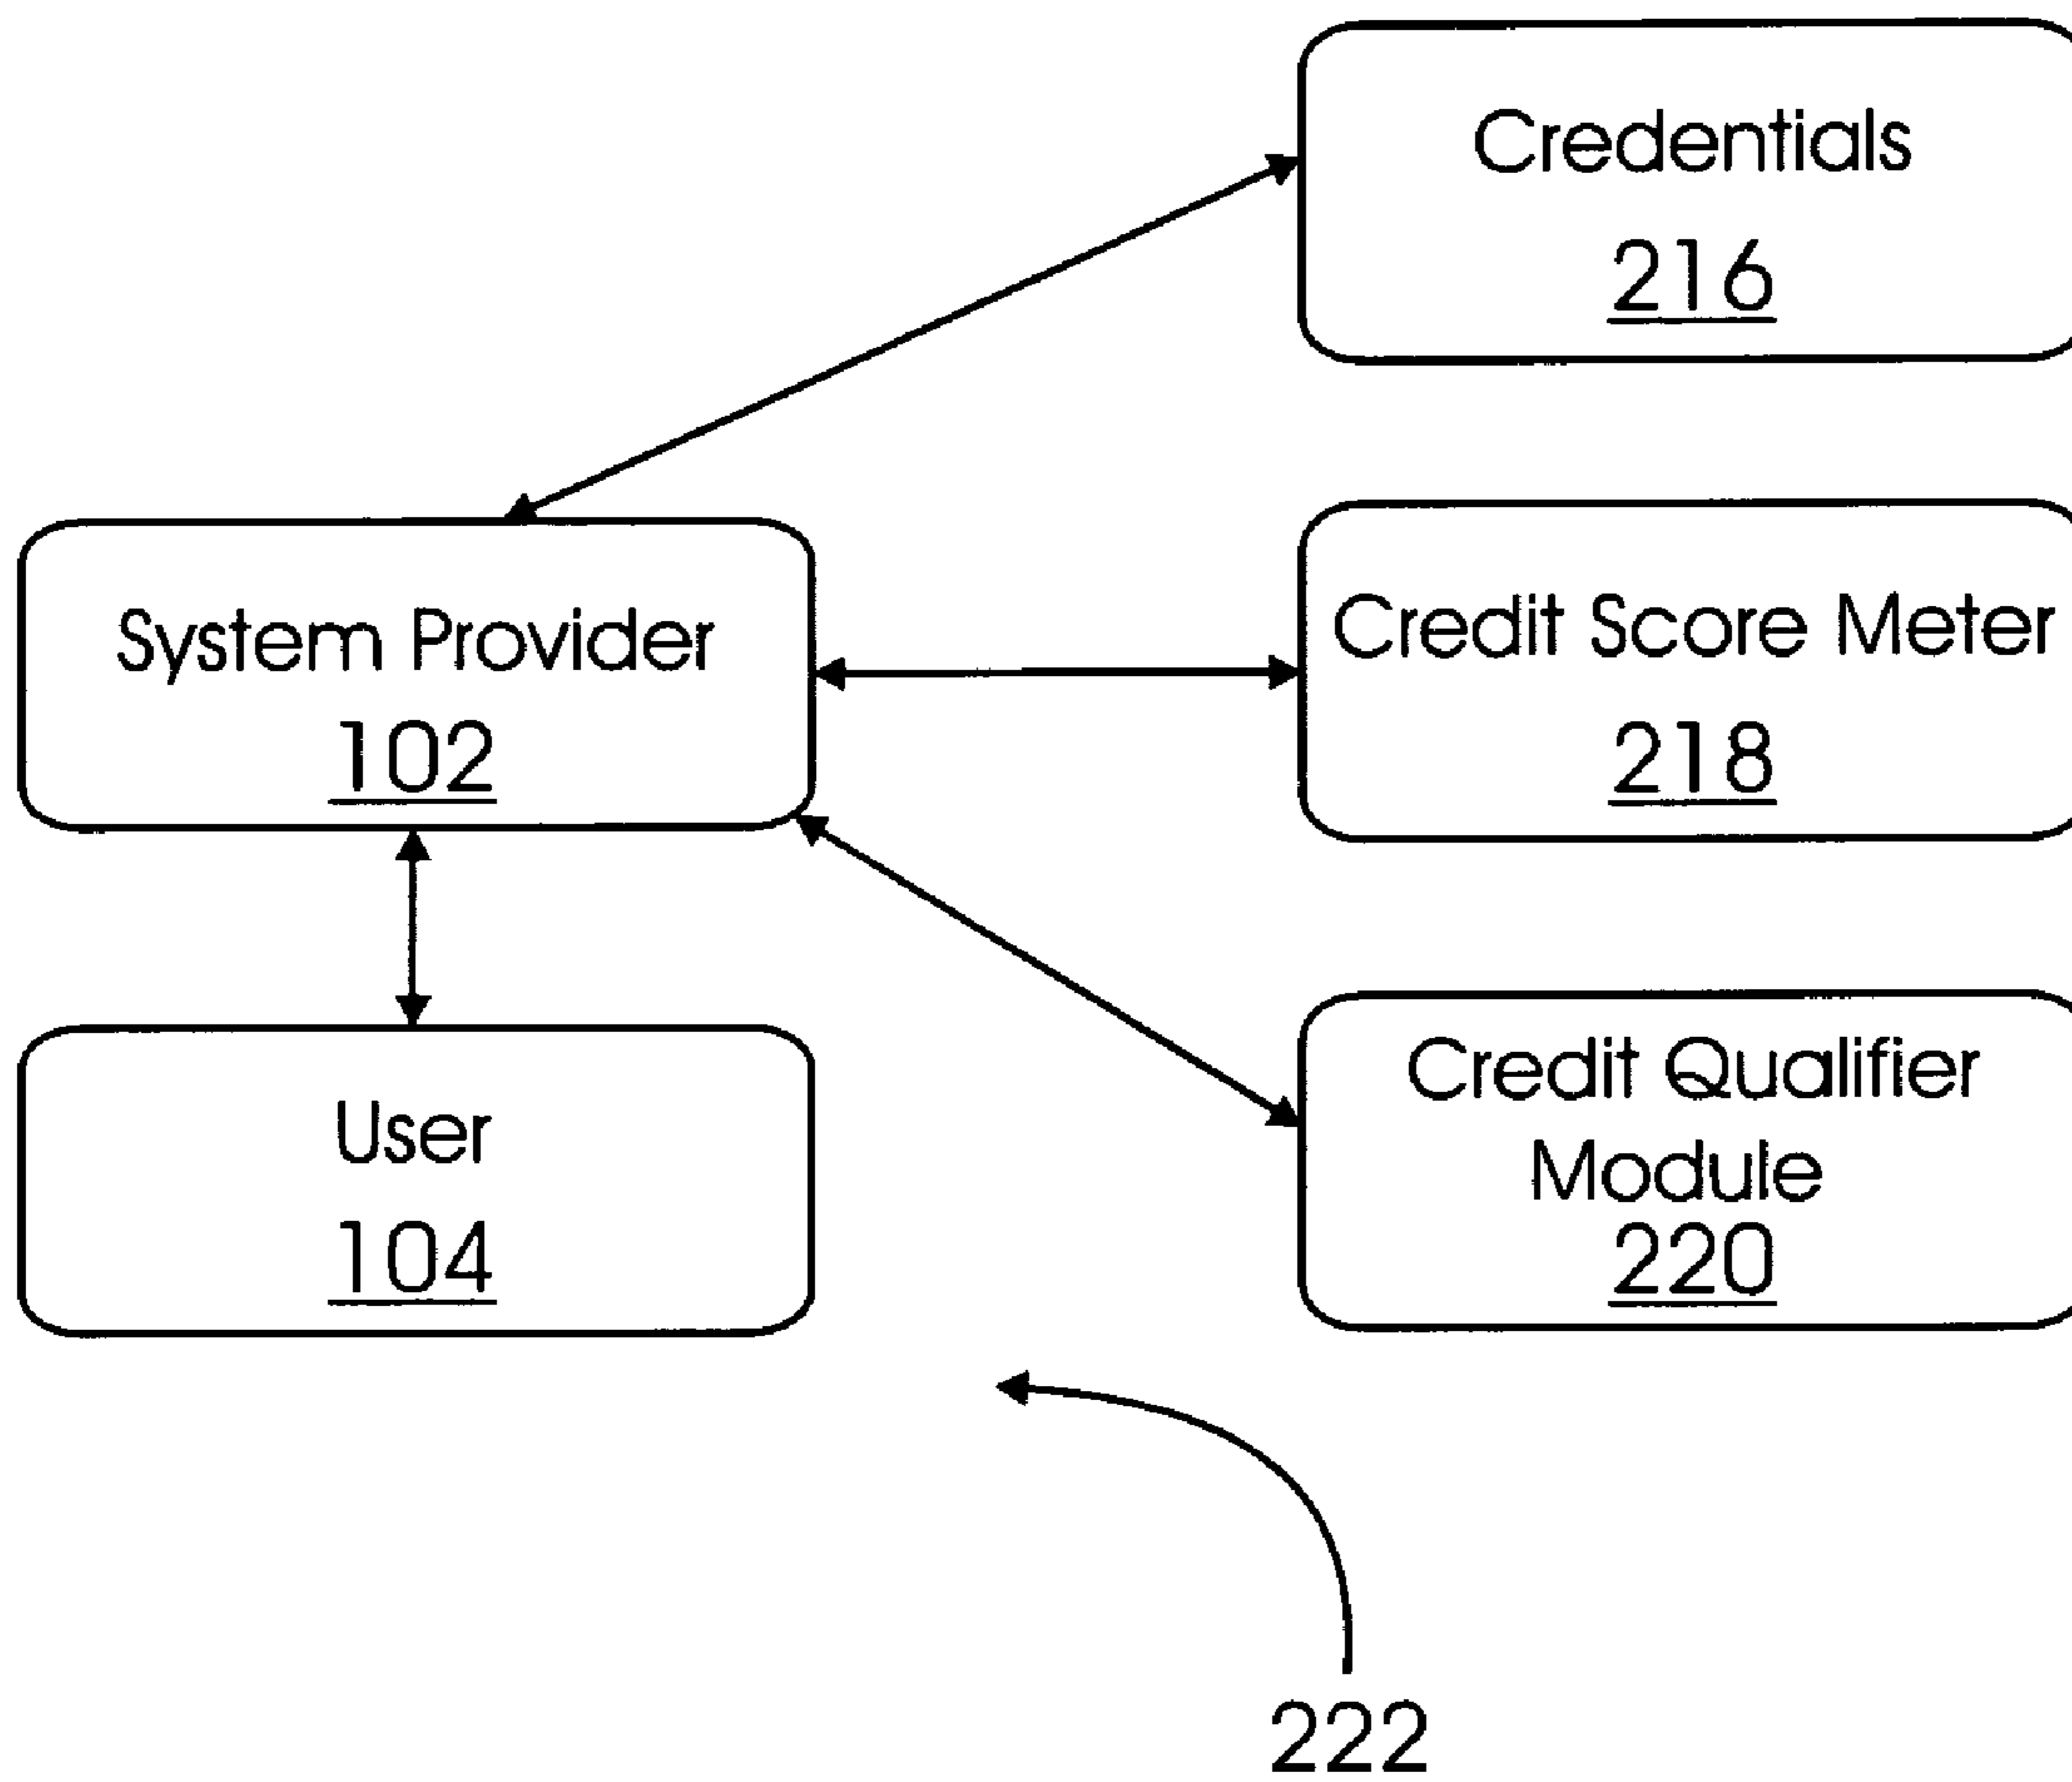 Credentials
216
System Provider
102
Credit Score Meter
218
User
104
Credit Qualifier
Module
220
222